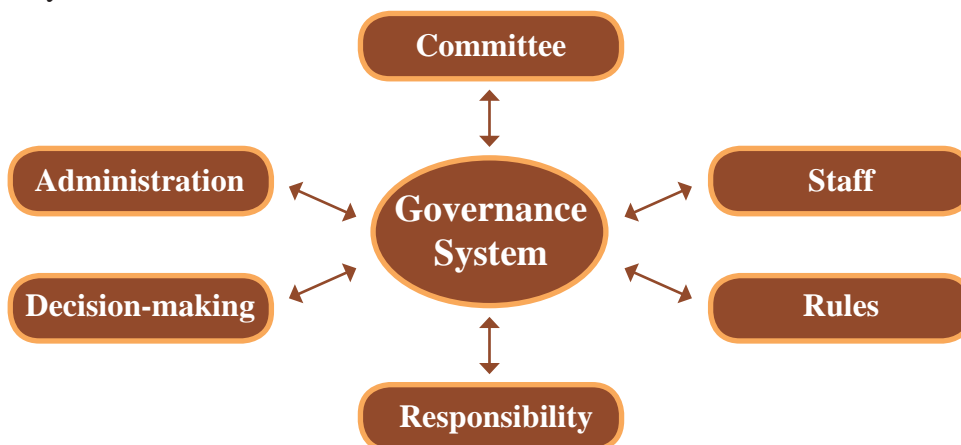 Committee
Administration
Staff
Governance
System
Decision-making
Rules
Responsibility